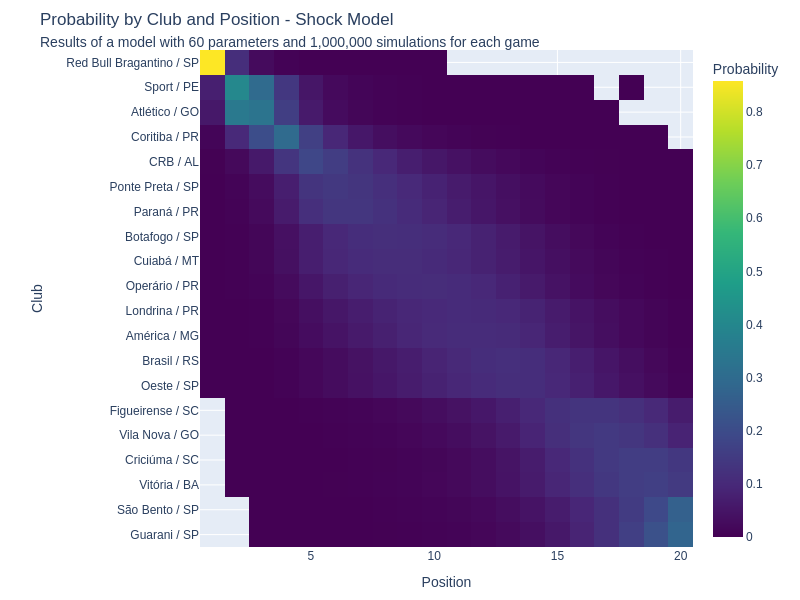 Probability by Club and Position - Shock Model
Results of a model with 60 parameters and 1,000,000 simulations for each game
Probability
Red Bull Bragantino / SP
Sport / PE
Atlético / GO
Coritiba / PR
CRB / AL
Ponte Preta / SP
Paraná / PR
Botafogo / SP
Cuiabá / MT
Operário / PR
Londrina / PR
América / MG
Brasil / RS
Oeste / SP
Figueirense / SC
Vila Nova / GO
Criciúma / SC
Vitória / BA
São Bento / SP
Guarani / SP
Club
5
10
15
20
Position
0.8
0.7
0.6
0.5
0.4
0.3
0.2
0.1
0